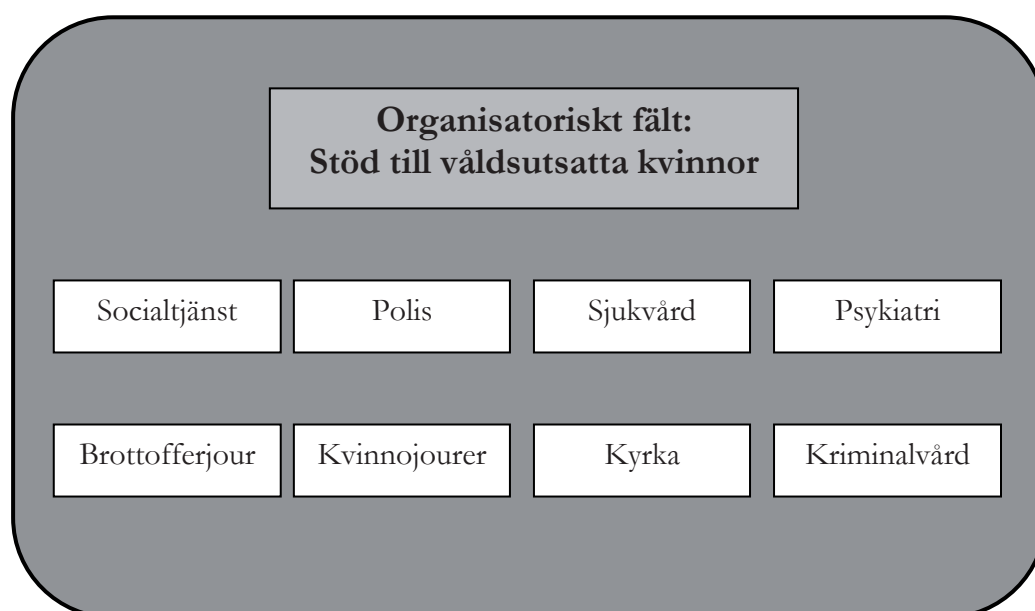 Organisatoriskt fält:
Stöd till våldsutsatta kvinnor
Socialtjänst
Polis
Sjukvård
Psykiatri
Brottofferjour
Kvinnojourer
Kyrka
Kriminalvård